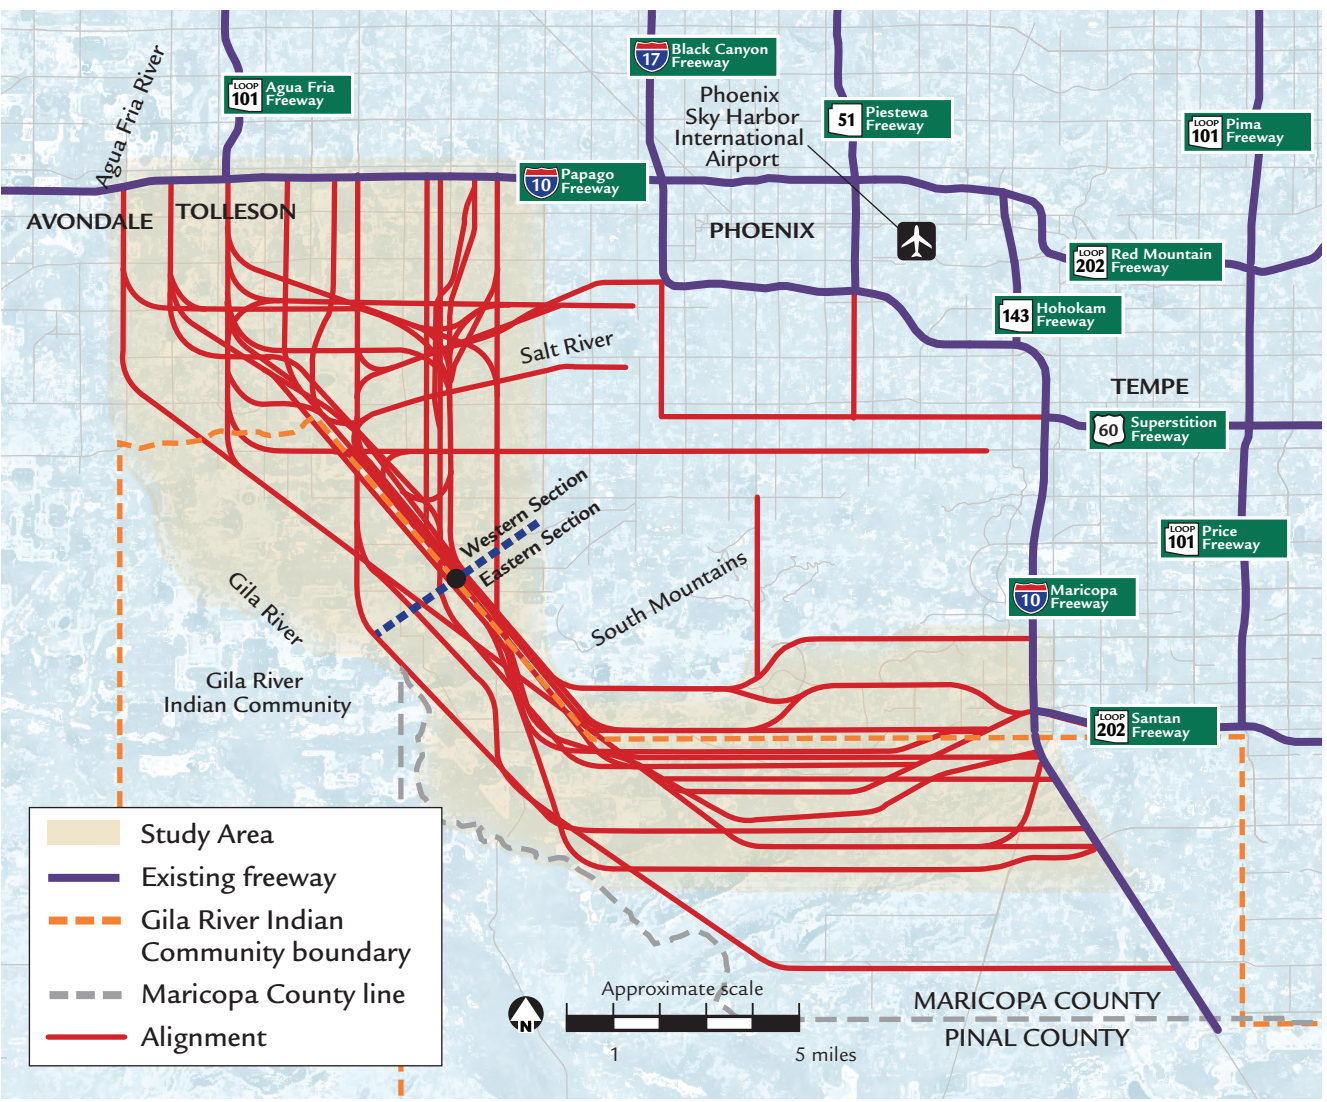 Agua Fria River
LOOP
101
Agua Fria
Freeway
17
Black Canyon
Freeway
Phoenix
Sky Harbor
International
Airport
51
Piestewa
Freeway
LOOP
101
Pima
Freeway
10
Papago
Freeway
AVONDALE
TOLLESON
PHOENIX
LOOP
202
Red Mountain
Freeway
143
Hohokam
Freeway
Salt River
TEMPE
60
Superstition
Freeway
Western Section
Eastern Section
LOOP
101
Price
Freeway
South Mountains
10
Maricopa
Freeway
Gila River
Gila River
Indian Community
LOOP
202
Santan
Freeway
Study Area
Existing freeway
Gila River Indian
Community boundary
Maricopa County line
Alignment
N
Approximate scale
1
5 miles
MARICOPA COUNTY
PINAL COUNTY